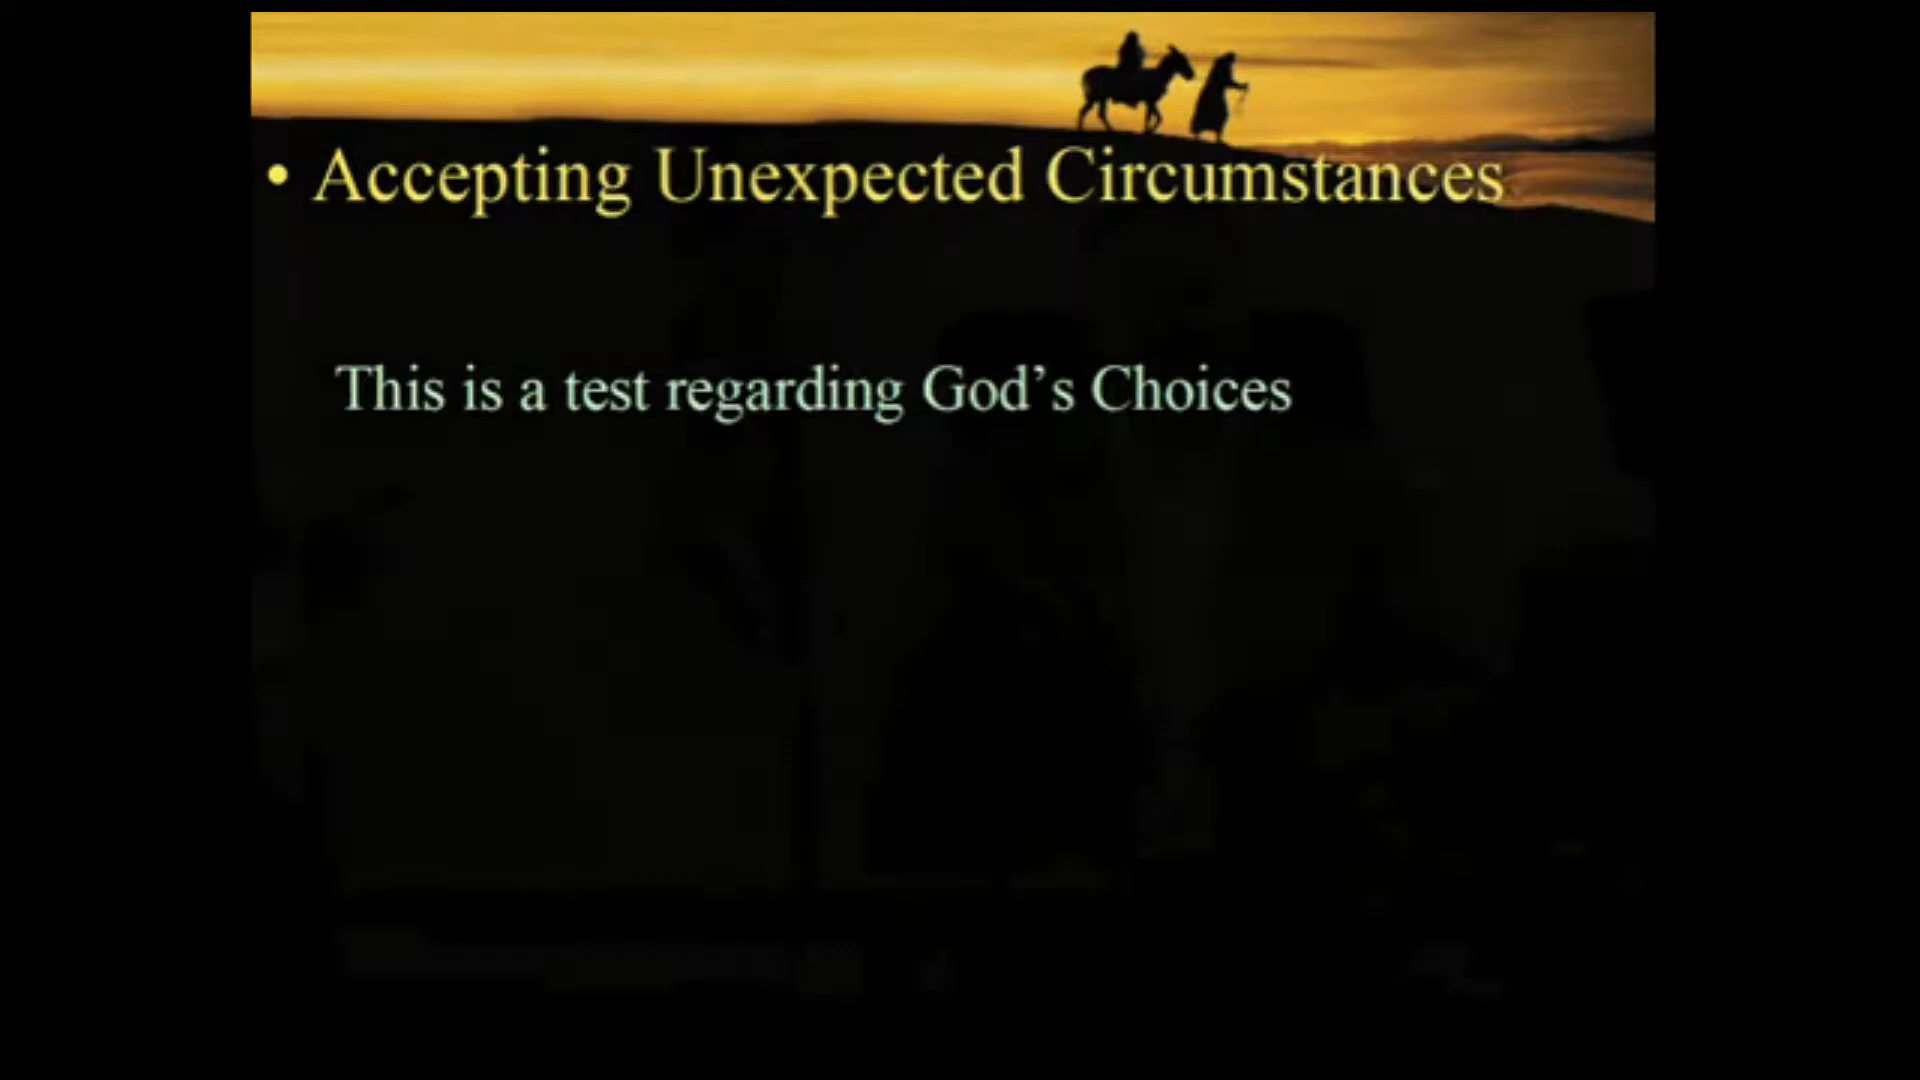 • Accepting Unexpected Circumstances
This is a test regarding God’s Choices